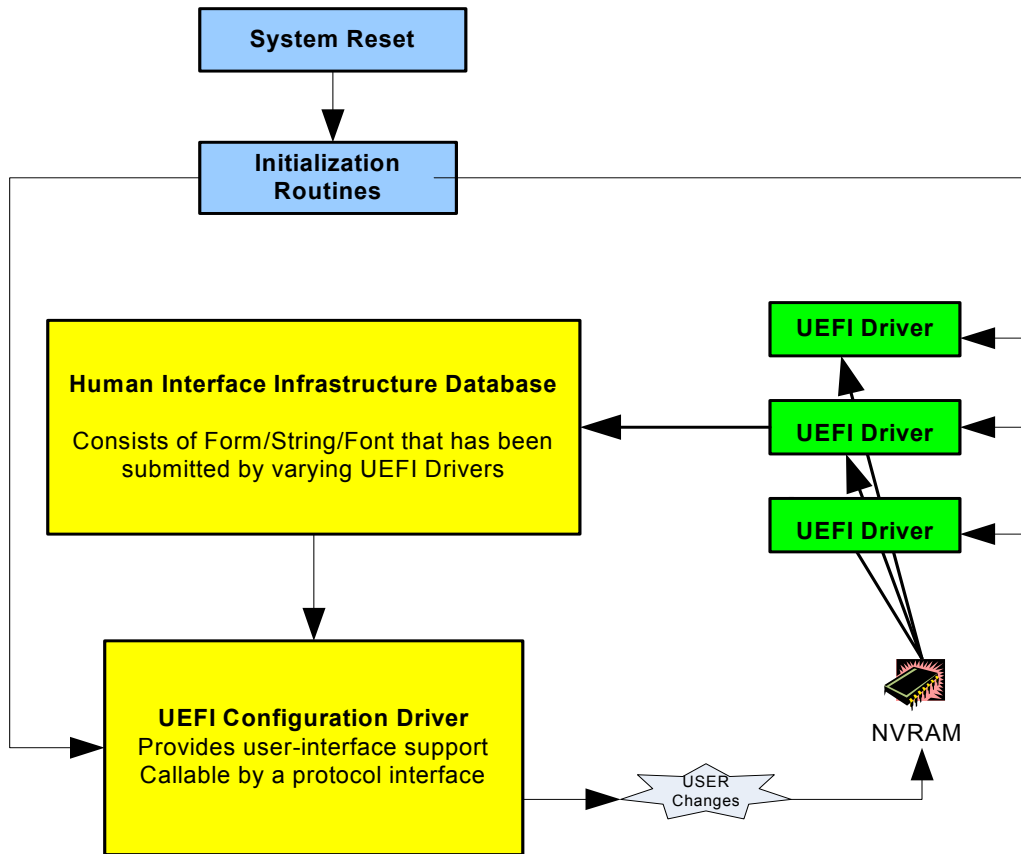 System Reset
Initialization
Routines
UEFI Driver
Human Interface Infrastructure Database
Consists of Form/String/Font that has been
submitted by varying UEFI Drivers
UEFI Driver
UEFI Driver
UEFI Configuration Driver
Provides user-interface support
Callable by a protocol interface
NVRAM
USER
Changes